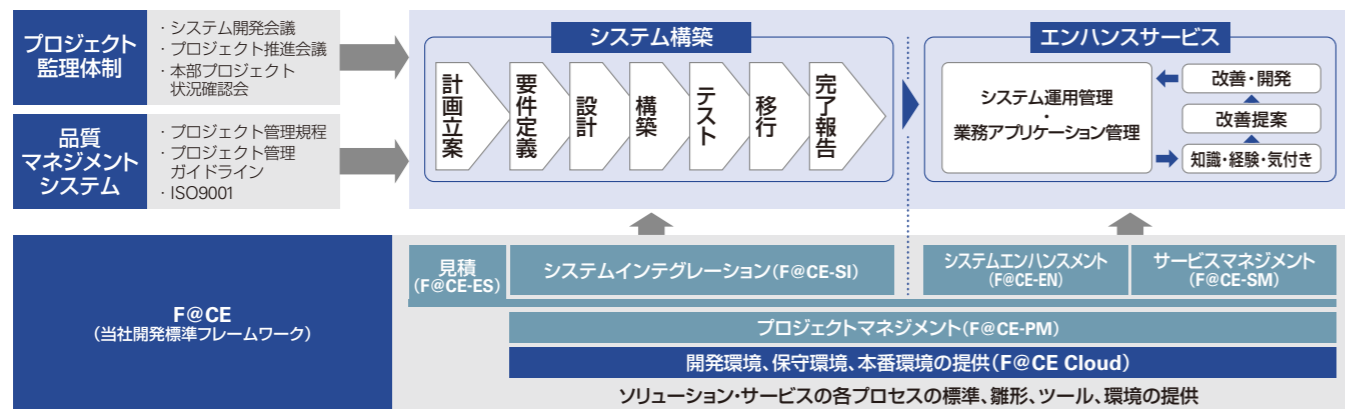 プロジェクト
監理体制
・システム開発会議
・プロジェクト推進会議
・本部プロジェクト
状況確認会
品質
マネジメント
システム
・プロジェクト管理規程
・プロジェクト管理
ガイドライン
・ISO9001
システム構築
計画立案
要件定義
設計
構築
テスト
移行
完了報告
エンハンスサービス
システム運用管理
・
業務アプリケーション管理
改善・開発
改善提案
知識・経験・気付き
F@CE
(当社開発標準フレームワーク)
見積
(F@CE-ES)
システムインテグレーション(F@CE-SI)
システムエンハンスメント
(F@CE-EN)
サービスマネジメント
(F@CE-SM)
プロジェクトマネジメント(F@CE-PM)
開発環境、保守環境、本番環境の提供(F@CE Cloud)
ソリューション・サービスの各プロセスの標準、雛形、ツール、環境の提供